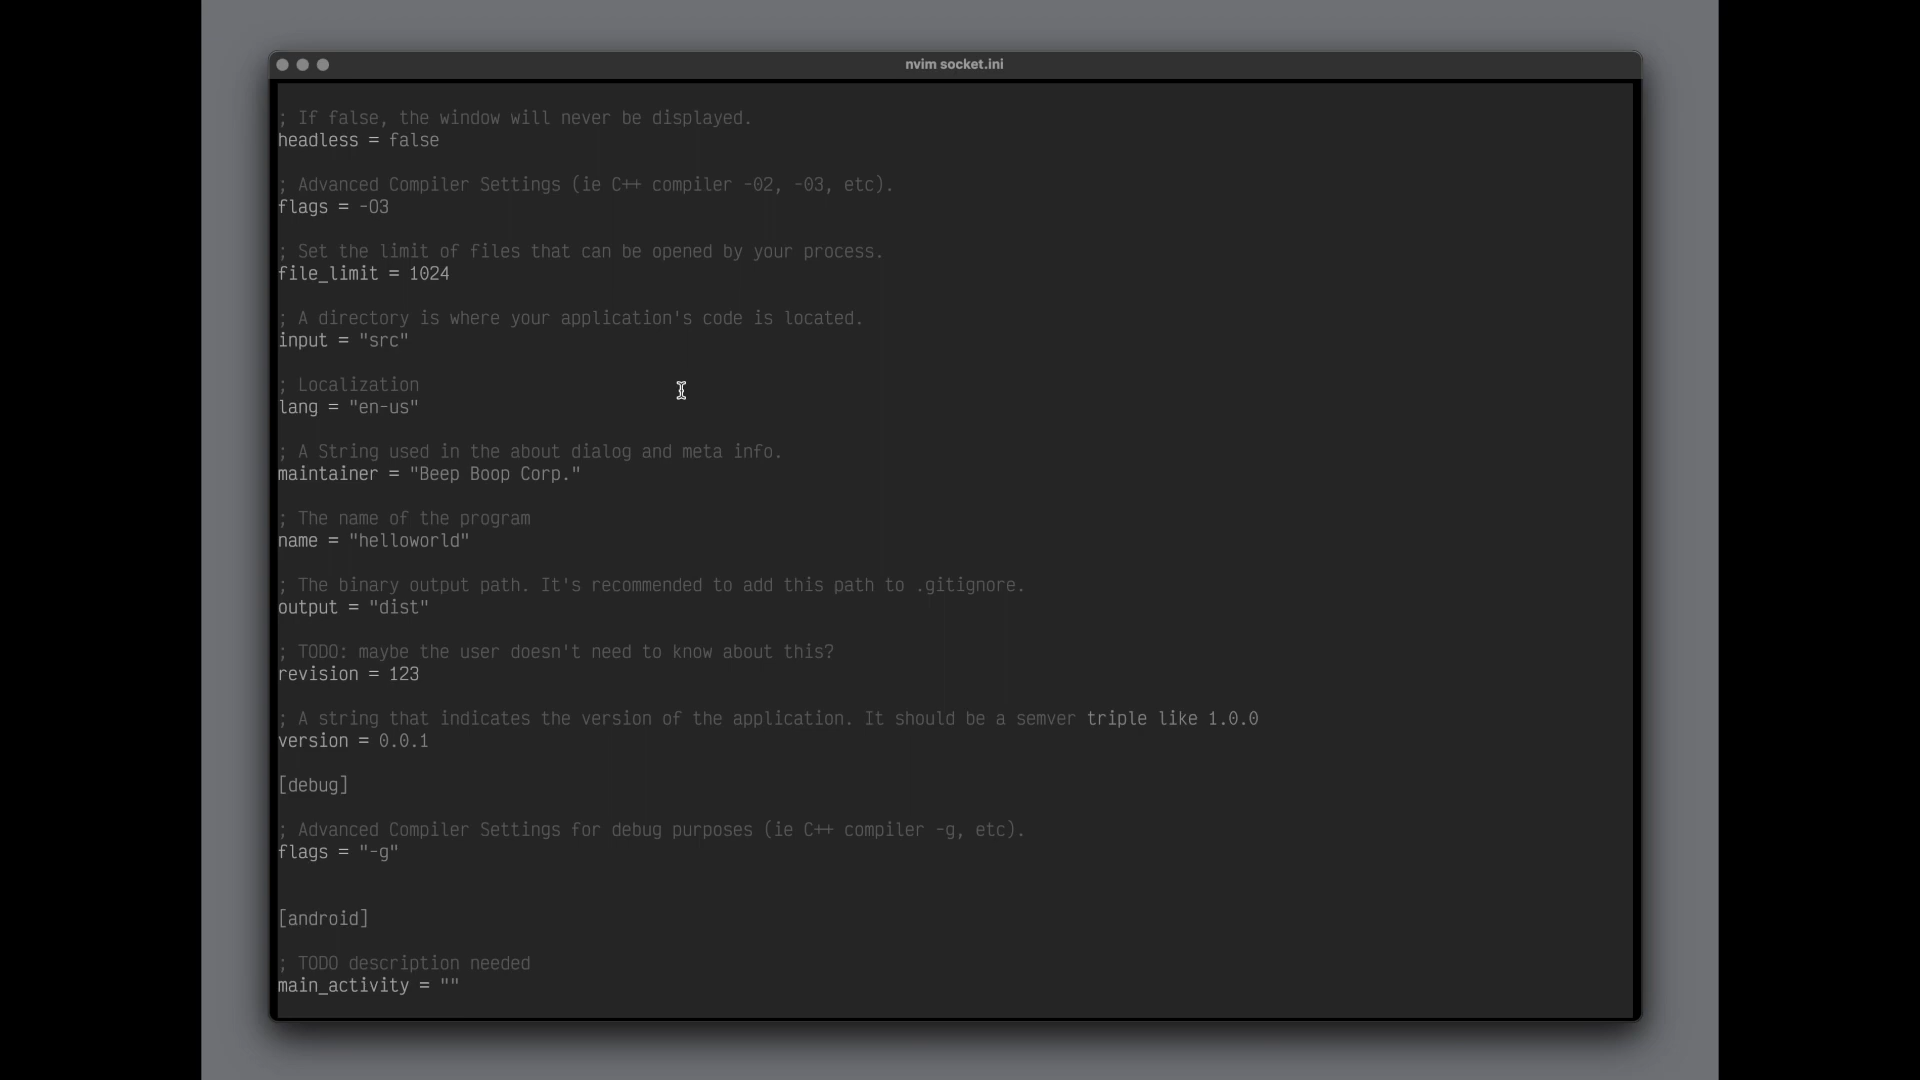 nvim socket.ini
; If false, the window will never be displayed.
headless = false
; Advanced Compiler Settings (ie C++ compiler -02, -03, etc).
flags = -O3
; Set the limit of files that can be opened by your process.
file_limit = 1024
; A directory is where your application's code is located.
input = "src"
; Localization
lang = "en-us"
; A String used in the about dialog and meta info.
maintainer = "Beep Boop Corp."
; The name of the program
name = "helloworld"
; The binary output path. It's recommended to add this path to .gitignore.
output = "dist"
; TODO: maybe the user doesn't need to know about this?
revision = 123
; A string that indicates the version of the application. It should be a semver triple like 1.0.0
version = 0.0.1
[debug]
; Advanced Compiler Settings for debug purposes (ie C++ compiler -g, etc).
flags = "-g"
[android]
; TODO description needed
main_activity = ""